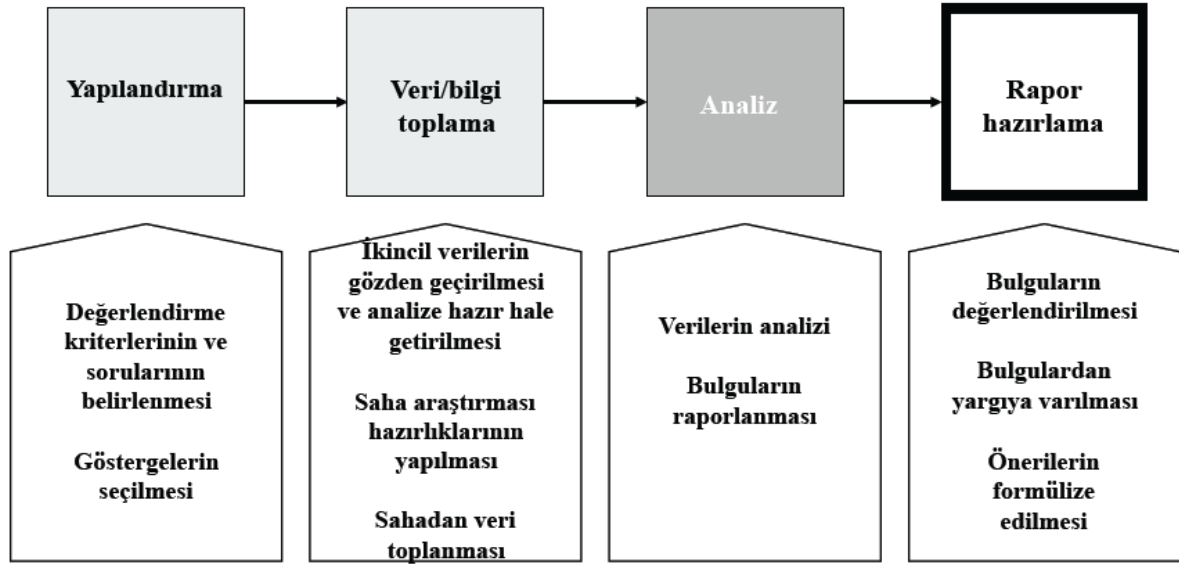 Yapılandırma
Veri/bilgi
toplama
Analiz
Rapor
hazırlama
Değerlendirme
kriterlerinin ve
sorularının
belirlenmesi
Göstergelerin
seçilmesi
İkincil verilerin
gözden geçirilmesi
ve analize hazır hale
getirilmesi
Saha araştırması
hazırlıklarının
yapılması
Sahadan veri
toplanması
Verilerin analizi
Bulguların
raporlanması
Bulguların
değerlendirilmesi
Bulgulardan
yargıya varılması
Önerilerin
formülize
edilmesi